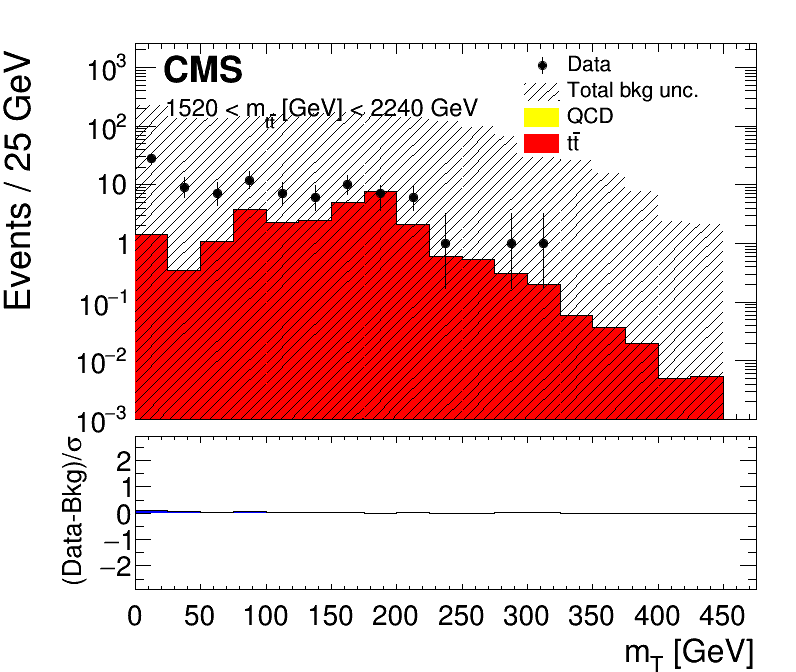 CMS
1520 < m_{tt̄} [GeV] < 2240 GeV
Data
Total bkg unc.
QCD
tt̄
Events / 25 GeV
10³
10²
10
1
10⁻¹
10⁻²
10⁻³
(Data-Bkg)/σ
2
1
0
−1
−2
0 50 100 150 200 250 300 350 400 450
m_T [GeV]